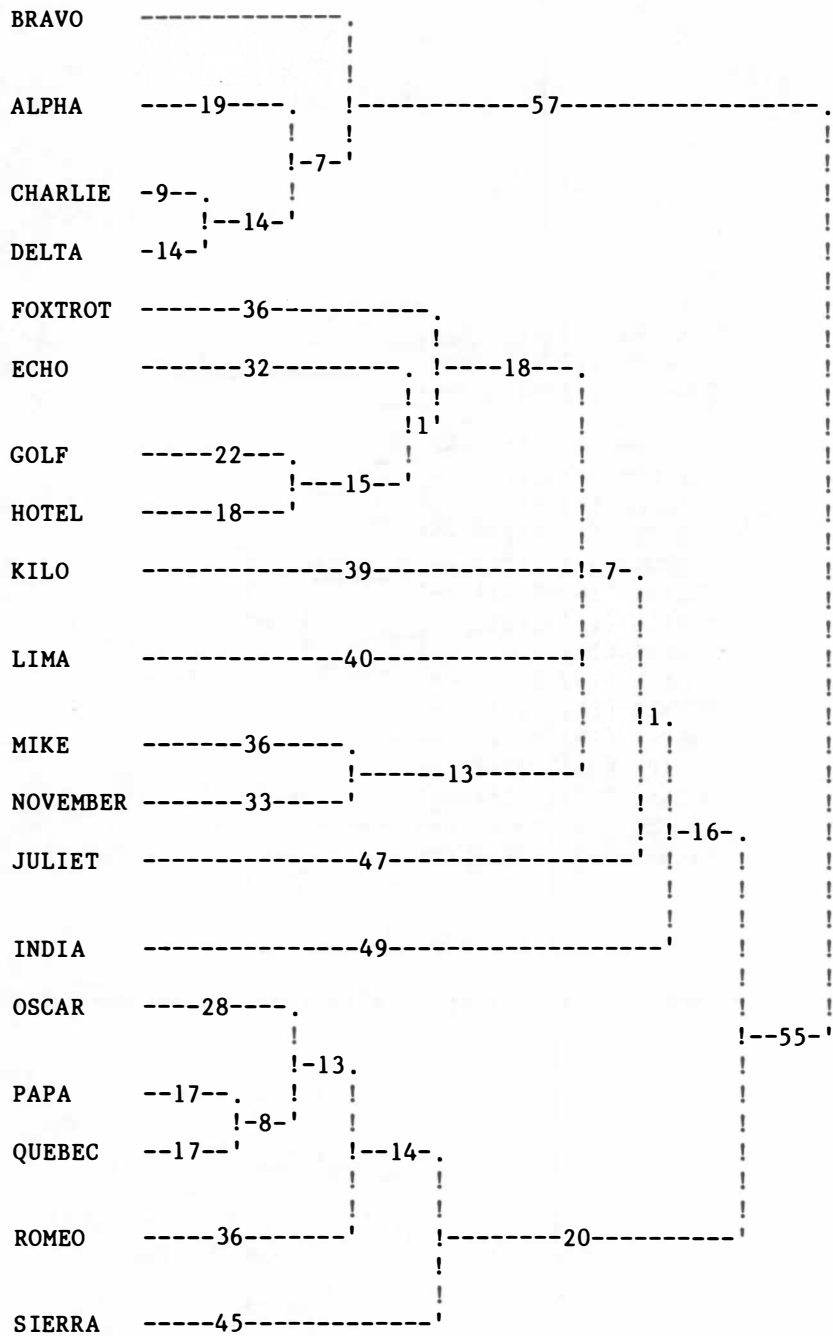 BRAVO ---------------.
ALPHA ----19----. !----------57----------------.
!-7-'
CHARLIE -9--.
!--14-'
DELTA -14-'
FOXTROT -------36----------.
ECHO -------32---------. !----18---.
!1'
GOLF -----22---.
!---15--'
HOTEL -----18---'
KILO --------------39--------------!-7-.
LIMA --------------40--------------!
!1.
MIKE -------36-----.
!------13-------'
NOVEMBER -------33-----'
! !-16-.
JULIET ---------------47-----------------'
INDIA ---------------49-------------------'
OSCAR ----28----.
!--55-'
!-13.
PAPA --17--.
!-8-'
QUEBEC --17--' !--14-.
ROMEO -----36-------' !--------20----------'
SIERRA -----45-------------'